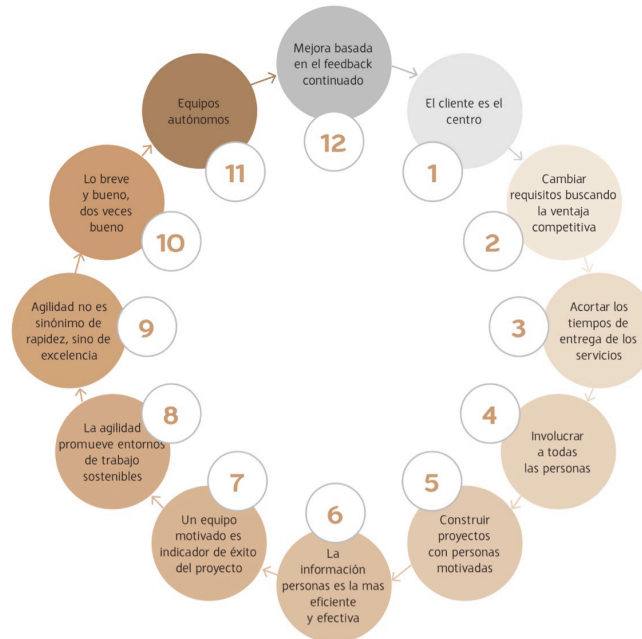 El cliente es el
centro
1
Cambiar
requisitos buscando
la ventaja
competitiva
2
Acortar los
tiempos de
entrega de los
servicios
3
Involucrar
a todas
las personas
4
Construir
proyectos
con personas
motivadas
5
La
información
personas es la mas
eficiente
y efectiva
6
Un equipo
motivado es
indicador de éxito
del proyecto
7
La agilidad
promueve entornos
de trabajo
sostenibles
8
Agilidad no es
sinónimo de
rapidez, sino de
excelencia
9
Lo breve
y bueno,
dos veces
bueno
10
Equipos
autónomos
11
Mejora basada
en el feedback
continuado
12